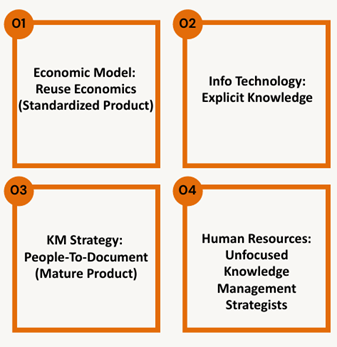 01
Economic Model:
Reuse Economics
(Standardized Product)
02
Info Technology:
Explicit Knowledge
03
KM Strategy:
People-To-Document
(Mature Product)
04
Human Resources:
Unfocused
Knowledge
Management
Strategists